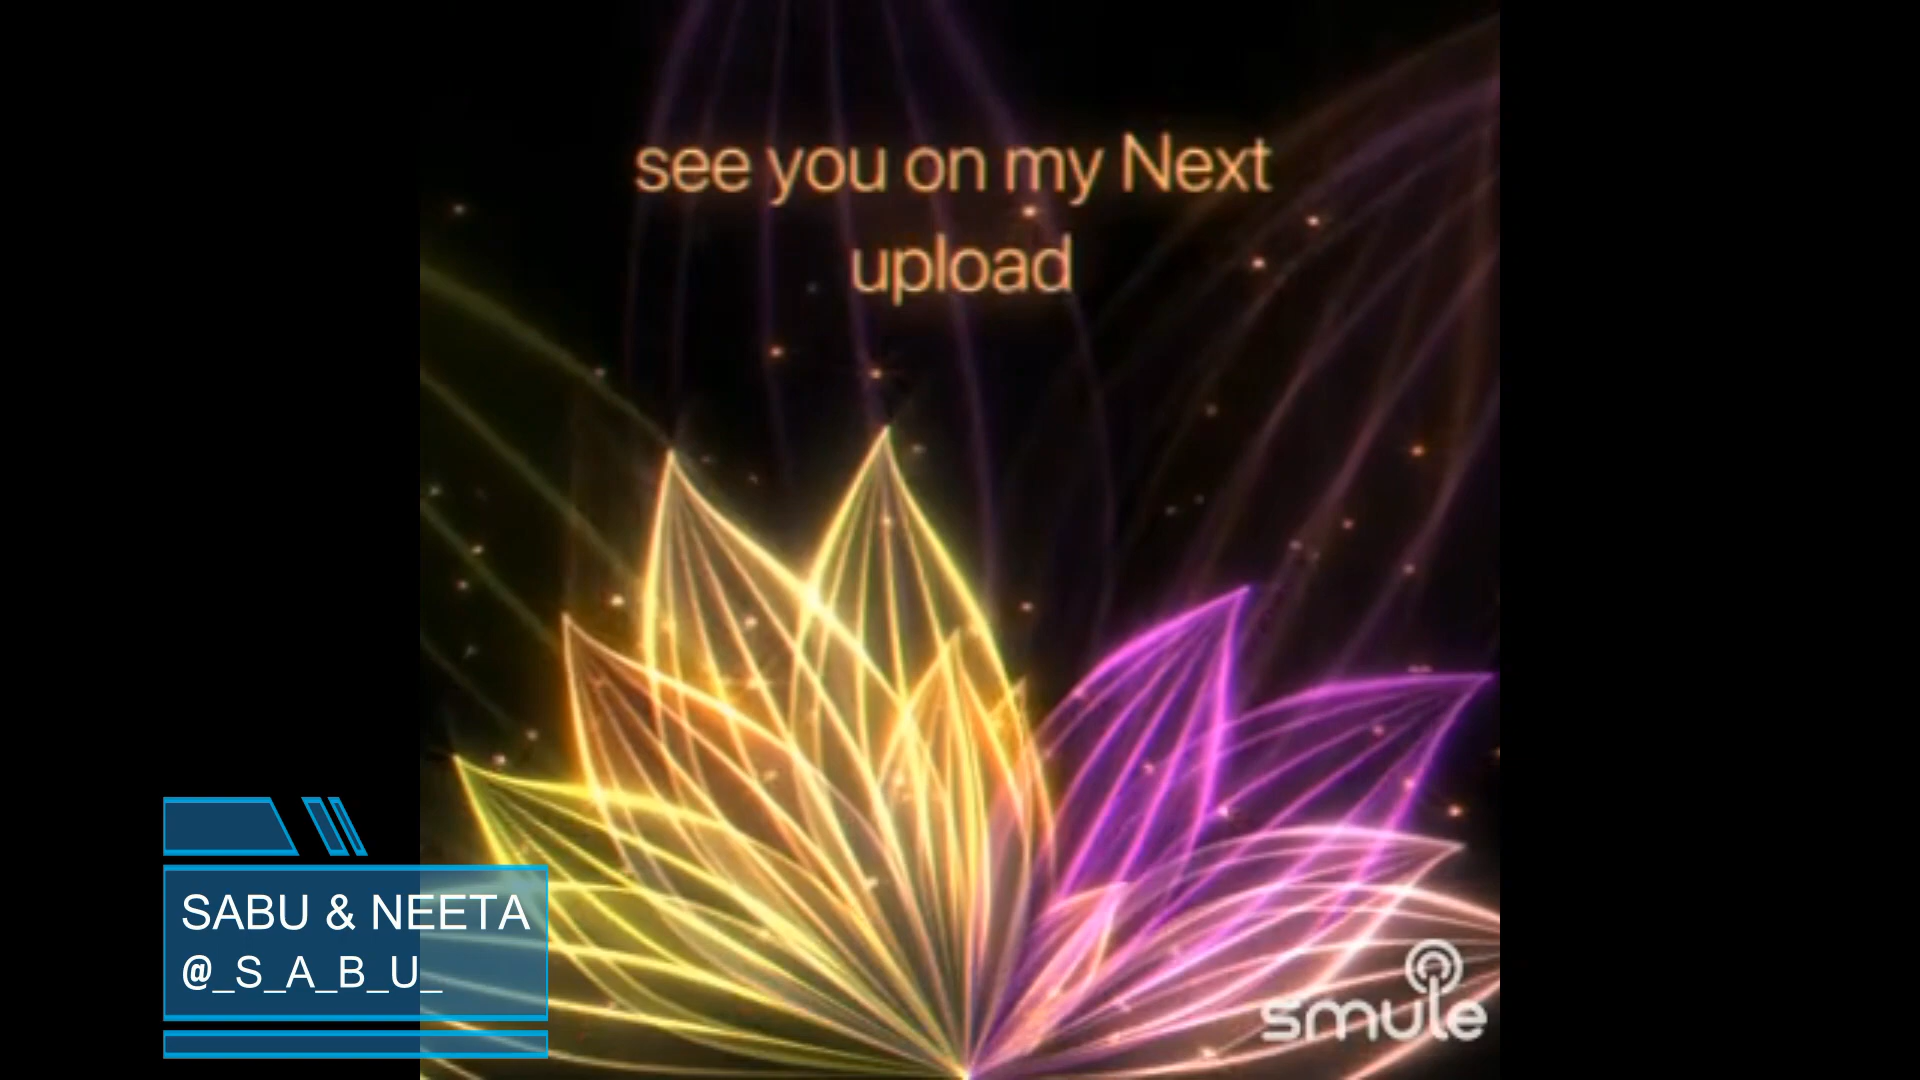 see you on my Next
upload
SABU & NEETA
@_S_A_B_U_
smule